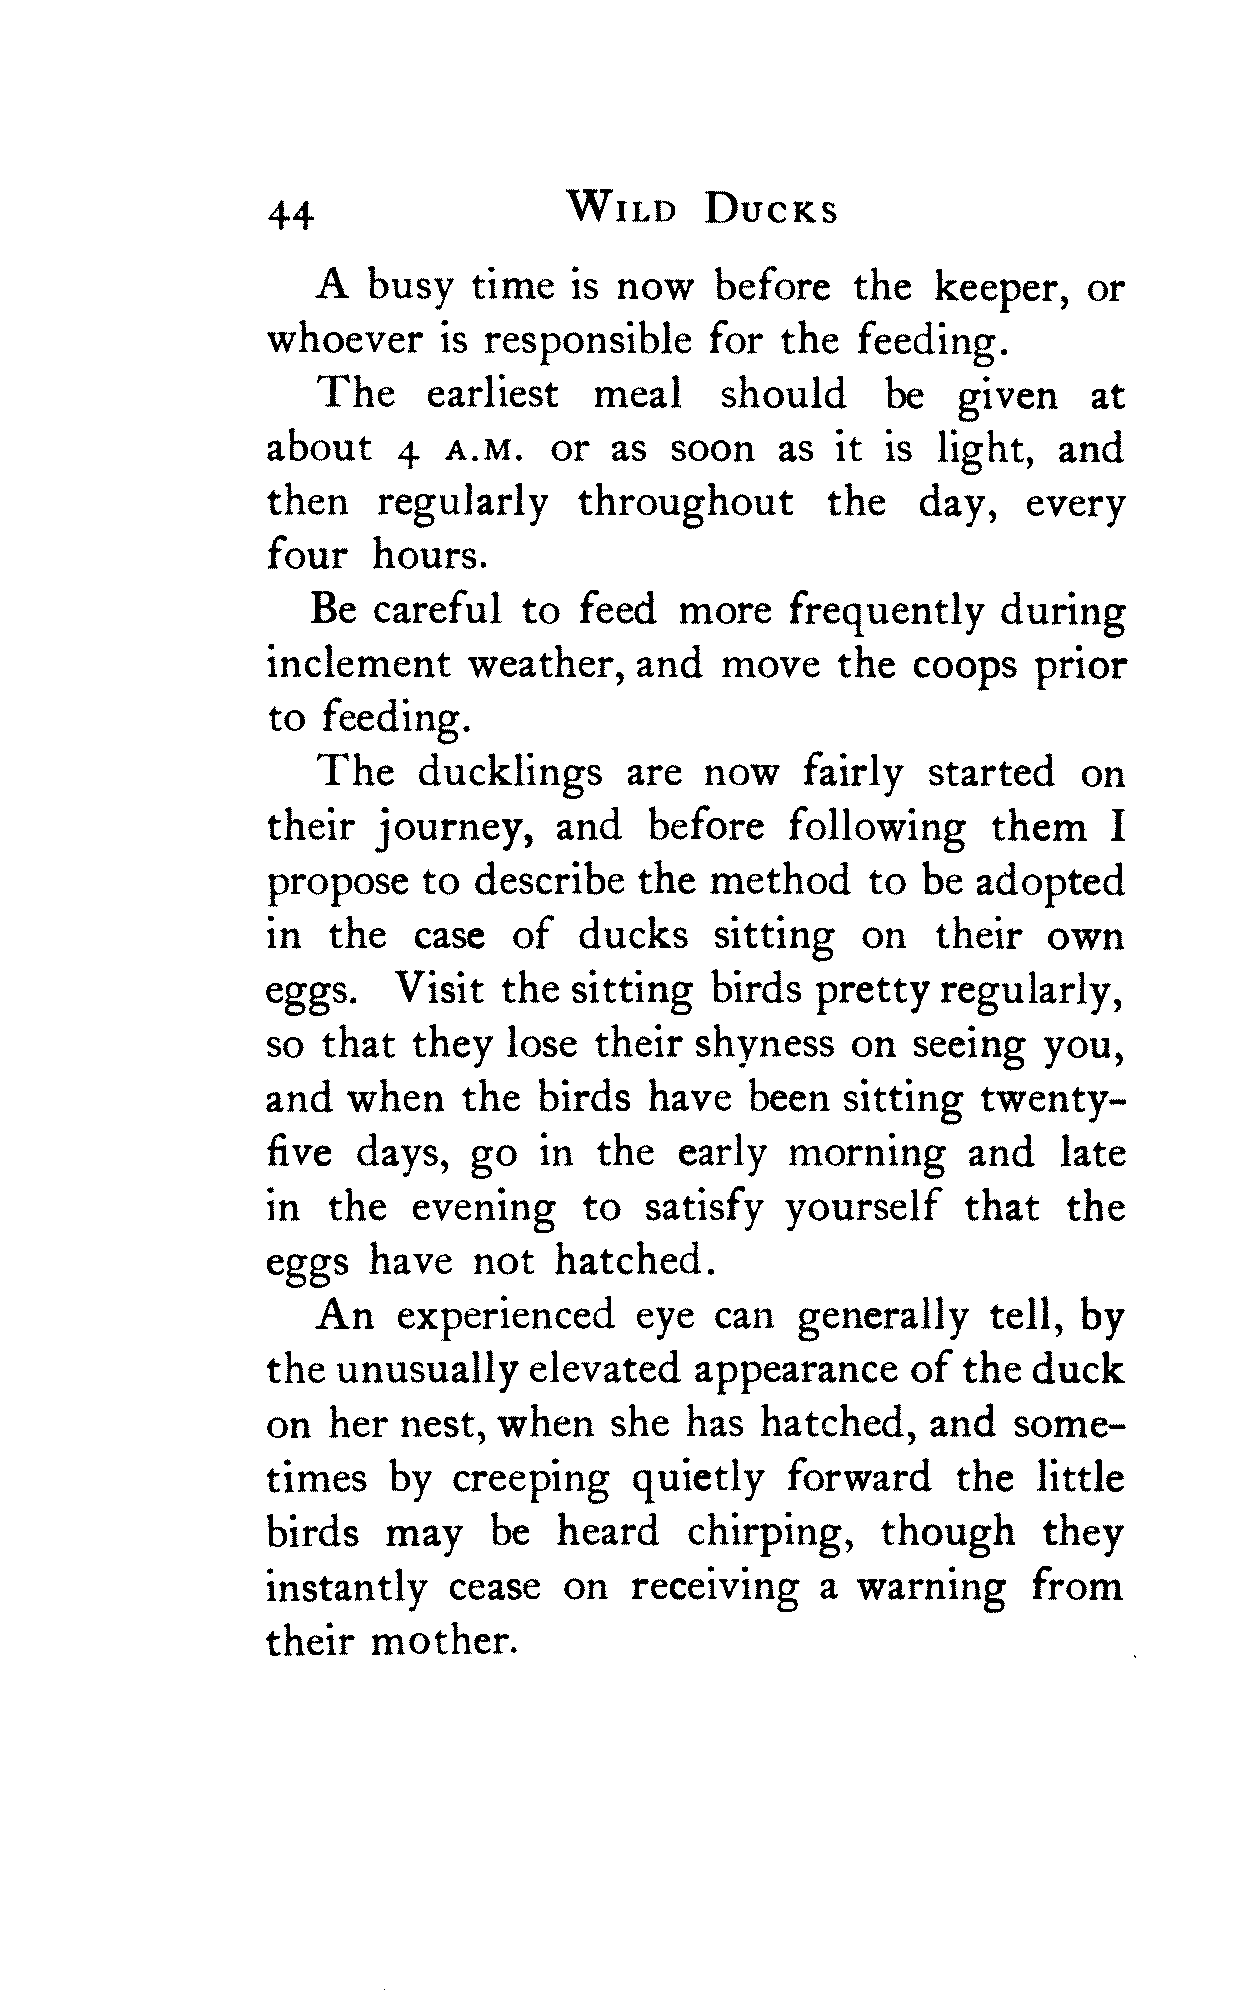 44 WILD DUCKS
A busy time is now before the keeper, or
whoever is responsible for the feeding.
The earliest meal should be given at
about 4 A.M. or as soon as it is light, and
then regularly throughout the day, every
four hours.
Be careful to feed more frequently during
inclement weather, and move the coops prior
to feeding.
The ducklings are now fairly started on
their journey, and before following them I
propose to describe the method to be adopted
in the case of ducks sitting on their own
eggs. Visit the sitting birds pretty regularly,
so that they lose their shyness on seeing you,
and when the birds have been sitting twenty-
five days, go in the early morning and late
in the evening to satisfy yourself that the
eggs have not hatched.
An experienced eye can generally tell, by
the unusually elevated appearance of the duck
on her nest, when she has hatched, and some-
times by creeping quietly forward the little
birds may be heard chirping, though they
instantly cease on receiving a warning from
their mother.